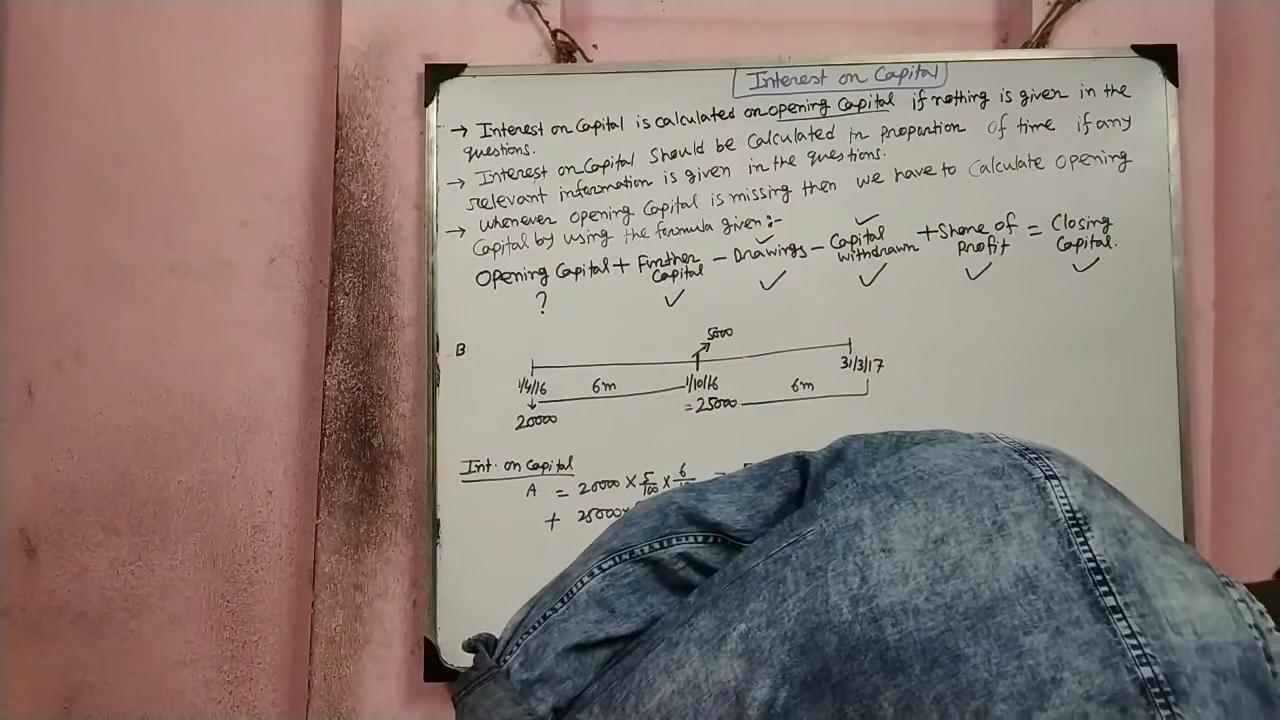 Interest on Capital
→ Interest on Capital is calculated on opening Capital if nothing is given in the
questions.
→ Interest on Capital Should be calculated in proportion of time if any
relevant information is given in the questions.
→ whenever opening Capital is missing then we have to Calculate opening
Capital by using the formula given:-
Opening Capital + Further Capital - Drawings - Capital withdrawn + Share of Profit = Closing Capital.
?
B
5000
1/4/16 6m 1/10/16 6m 31/3/17
20000 = 25000
Int. on Capital
A = 20000 × 5/100 × 6/
+ 25000 ×